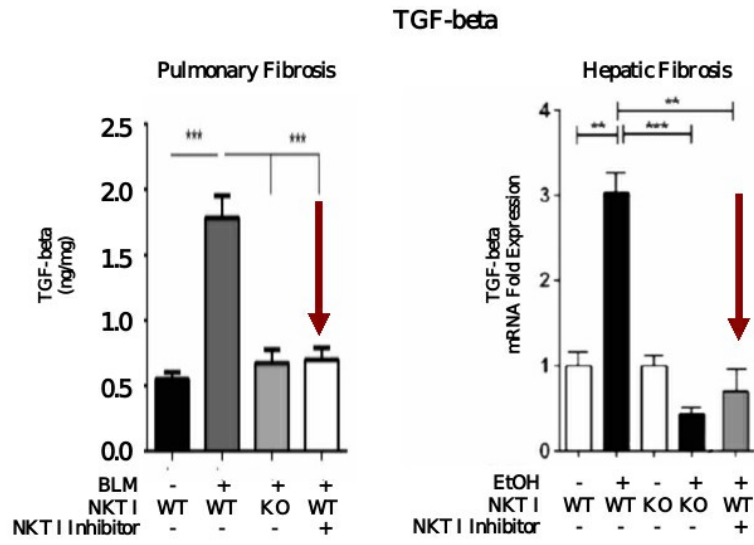 TGF-beta
Pulmonary Fibrosis
***
***
2.5
2.0
1.5
1.0
0.5
0.0
TGF-beta
(ng/mg)
BLM - + + +
NKT I WT WT KO WT
NKT I Inhibitor - - - +
Hepatic Fibrosis
**
** ***
4
3
2
1
0
TGF-beta
mRNA Fold Expression
EtOH - + - + +
NKT I WT WT KO KO WT
NKT I Inhibitor - - - - +